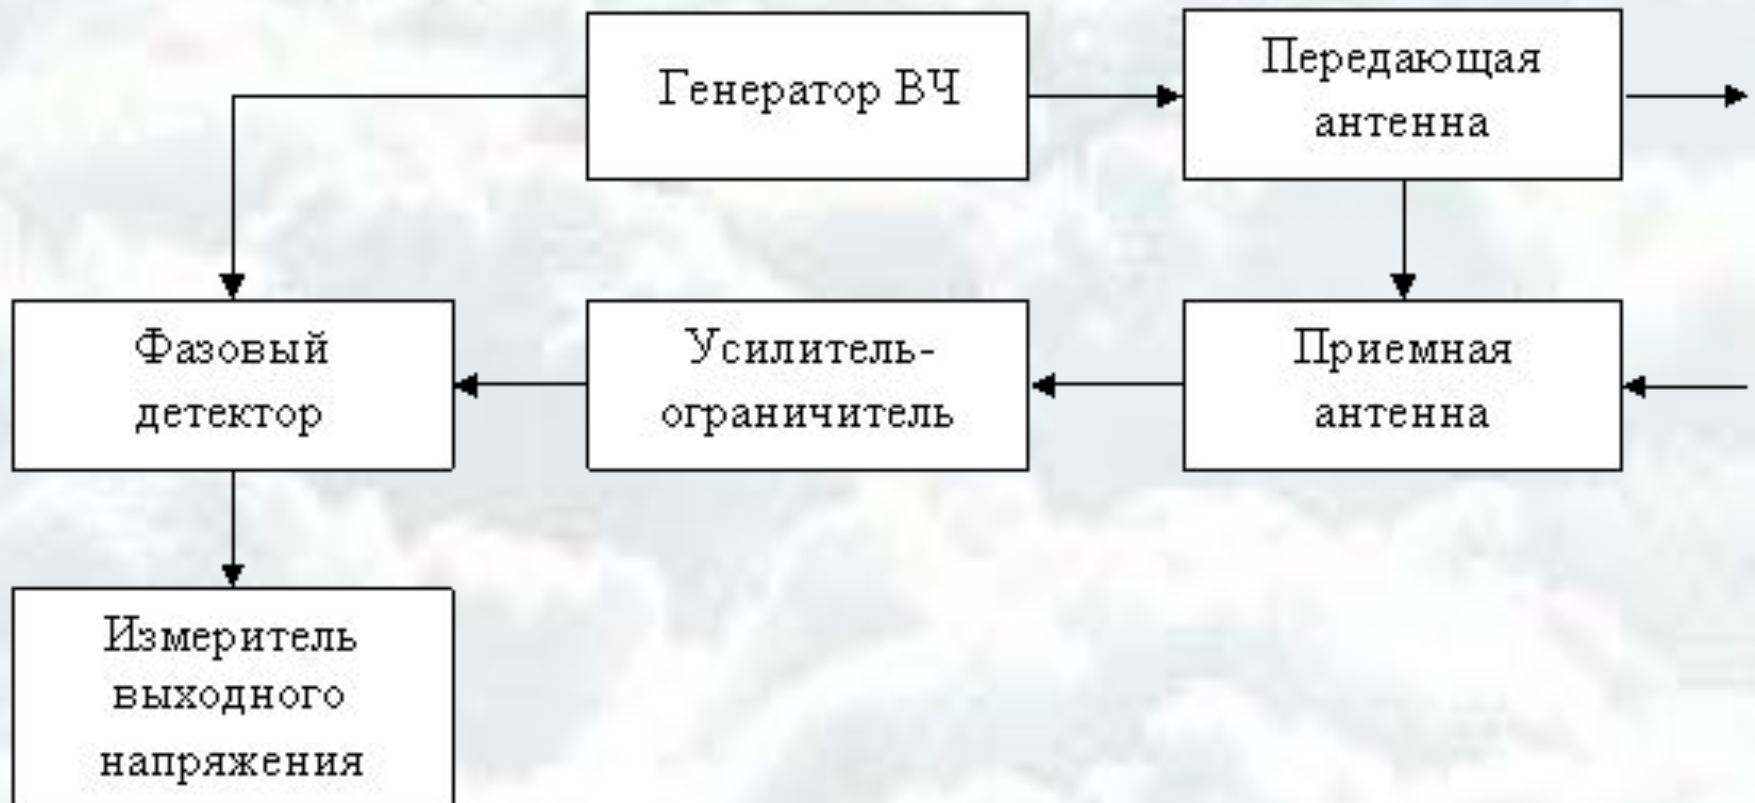 Генератор ВЧ
Передающая
антенна
Фазовый
детектор
Усилитель-
ограничитель
Приемная
антенна
Измеритель
выходного
напряжения